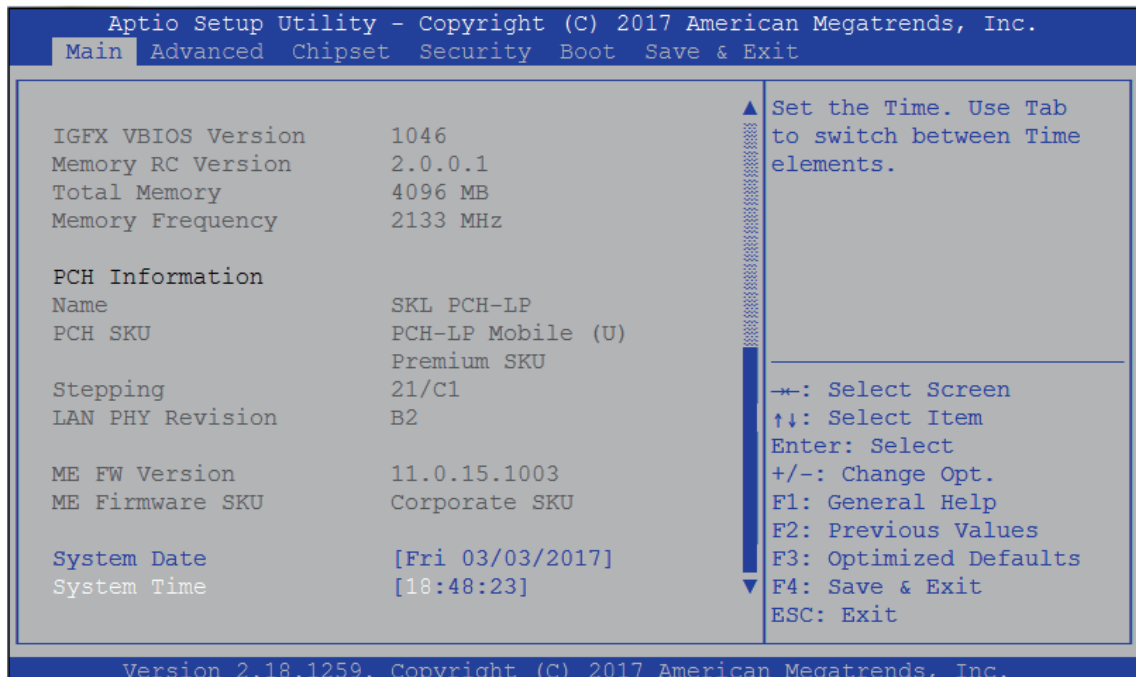 Aptio Setup Utility - Copyright (C) 2017 American Megatrends, Inc.
Main Advanced Chipset Security Boot Save & Exit
IGFX VBIOS Version 1046
Memory RC Version 2.0.0.1
Total Memory 4096 MB
Memory Frequency 2133 MHz
PCH Information
Name SKL PCH-LP
PCH SKU PCH-LP Mobile (U)
Premium SKU
Stepping 21/C1
LAN PHY Revision B2
ME FW Version 11.0.15.1003
ME Firmware SKU Corporate SKU
System Date [Fri 03/03/2017]
System Time [18:48:23]
Set the Time. Use Tab
to switch between Time
elements.
→←: Select Screen
↑↓: Select Item
Enter: Select
+/-: Change Opt.
F1: General Help
F2: Previous Values
F3: Optimized Defaults
F4: Save & Exit
ESC: Exit
Version 2.18.1259. Copyright (C) 2017 American Megatrends, Inc.